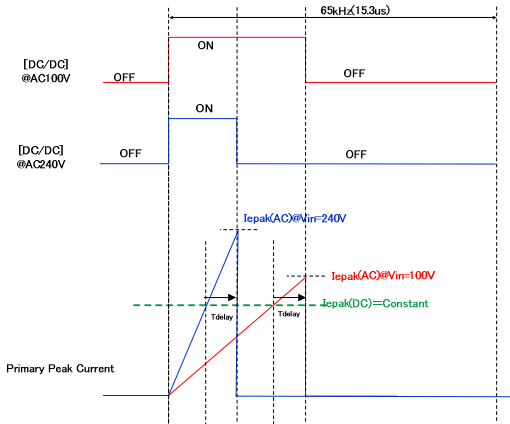 65kHz(15.3us)
[DC/DC]
@AC100V
OFF
ON
OFF
[DC/DC]
@AC240V
OFF
ON
OFF
Iepak(AC)@Vin=240V
Iepak(AC)@Vin=100V
Iepak(DC)=Constant
Tdelay
Tdelay
Primary Peak Current